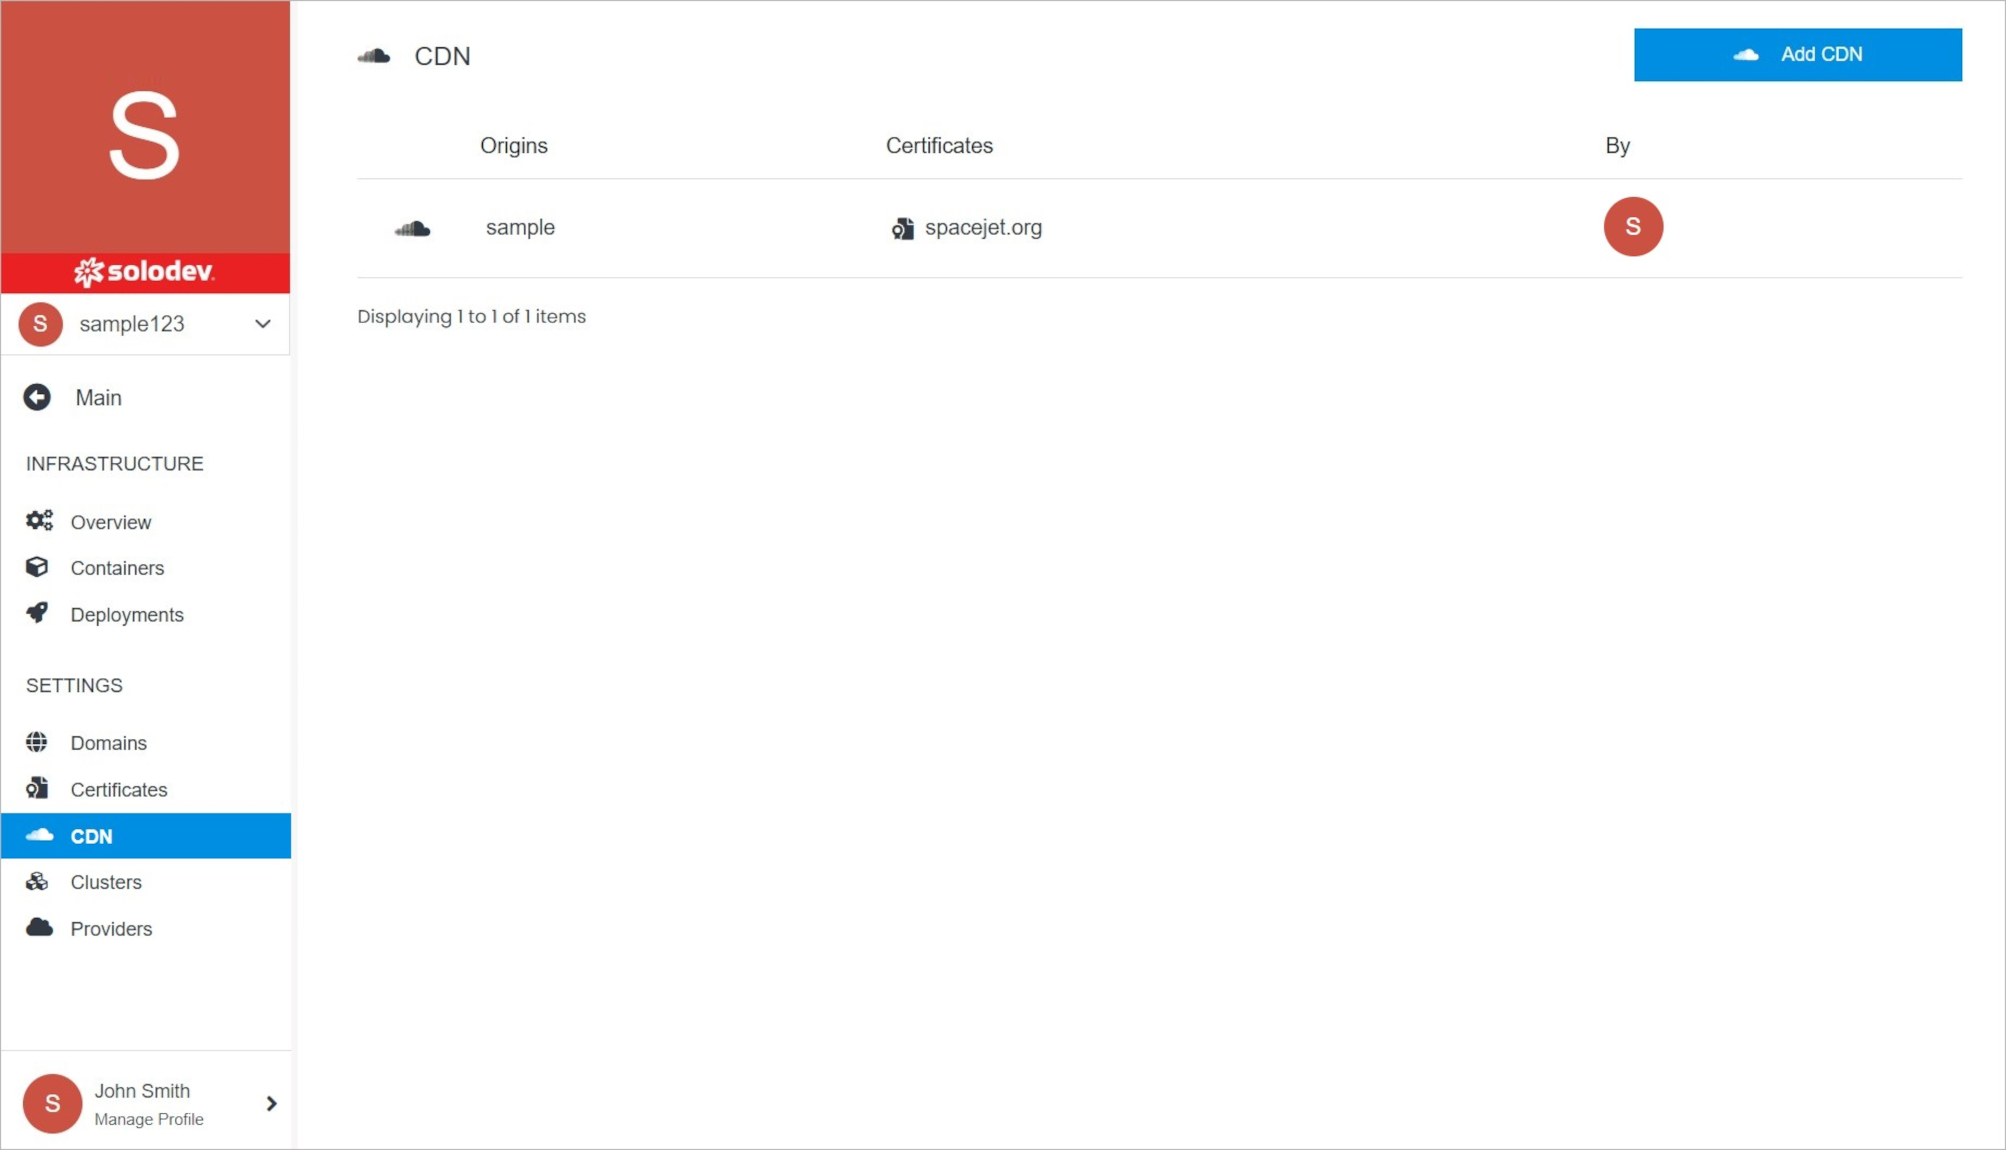 S
solodev
S sample123
Main
INFRASTRUCTURE
Overview
Containers
Deployments
SETTINGS
Domains
Certificates
CDN
Clusters
Providers
S John Smith
Manage Profile
CDN
Add CDN
Origins Certificates By
sample spacejet.org S
Displaying 1 to 1 of 1 items